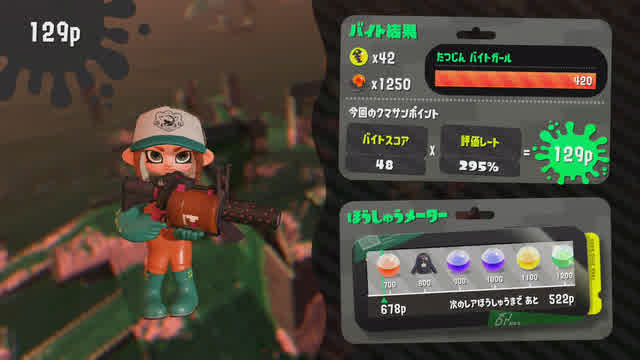 129p
バイト結果
x42
x1250
たつじん バイトガール
420
今回のクマサンポイント
バイトスコア
48
x
評価レート
295%
=
129p
ほうしゅうメーター
700
800
900
1000
1100
1200
678p
次のレアほうしゅうまで あと 522p